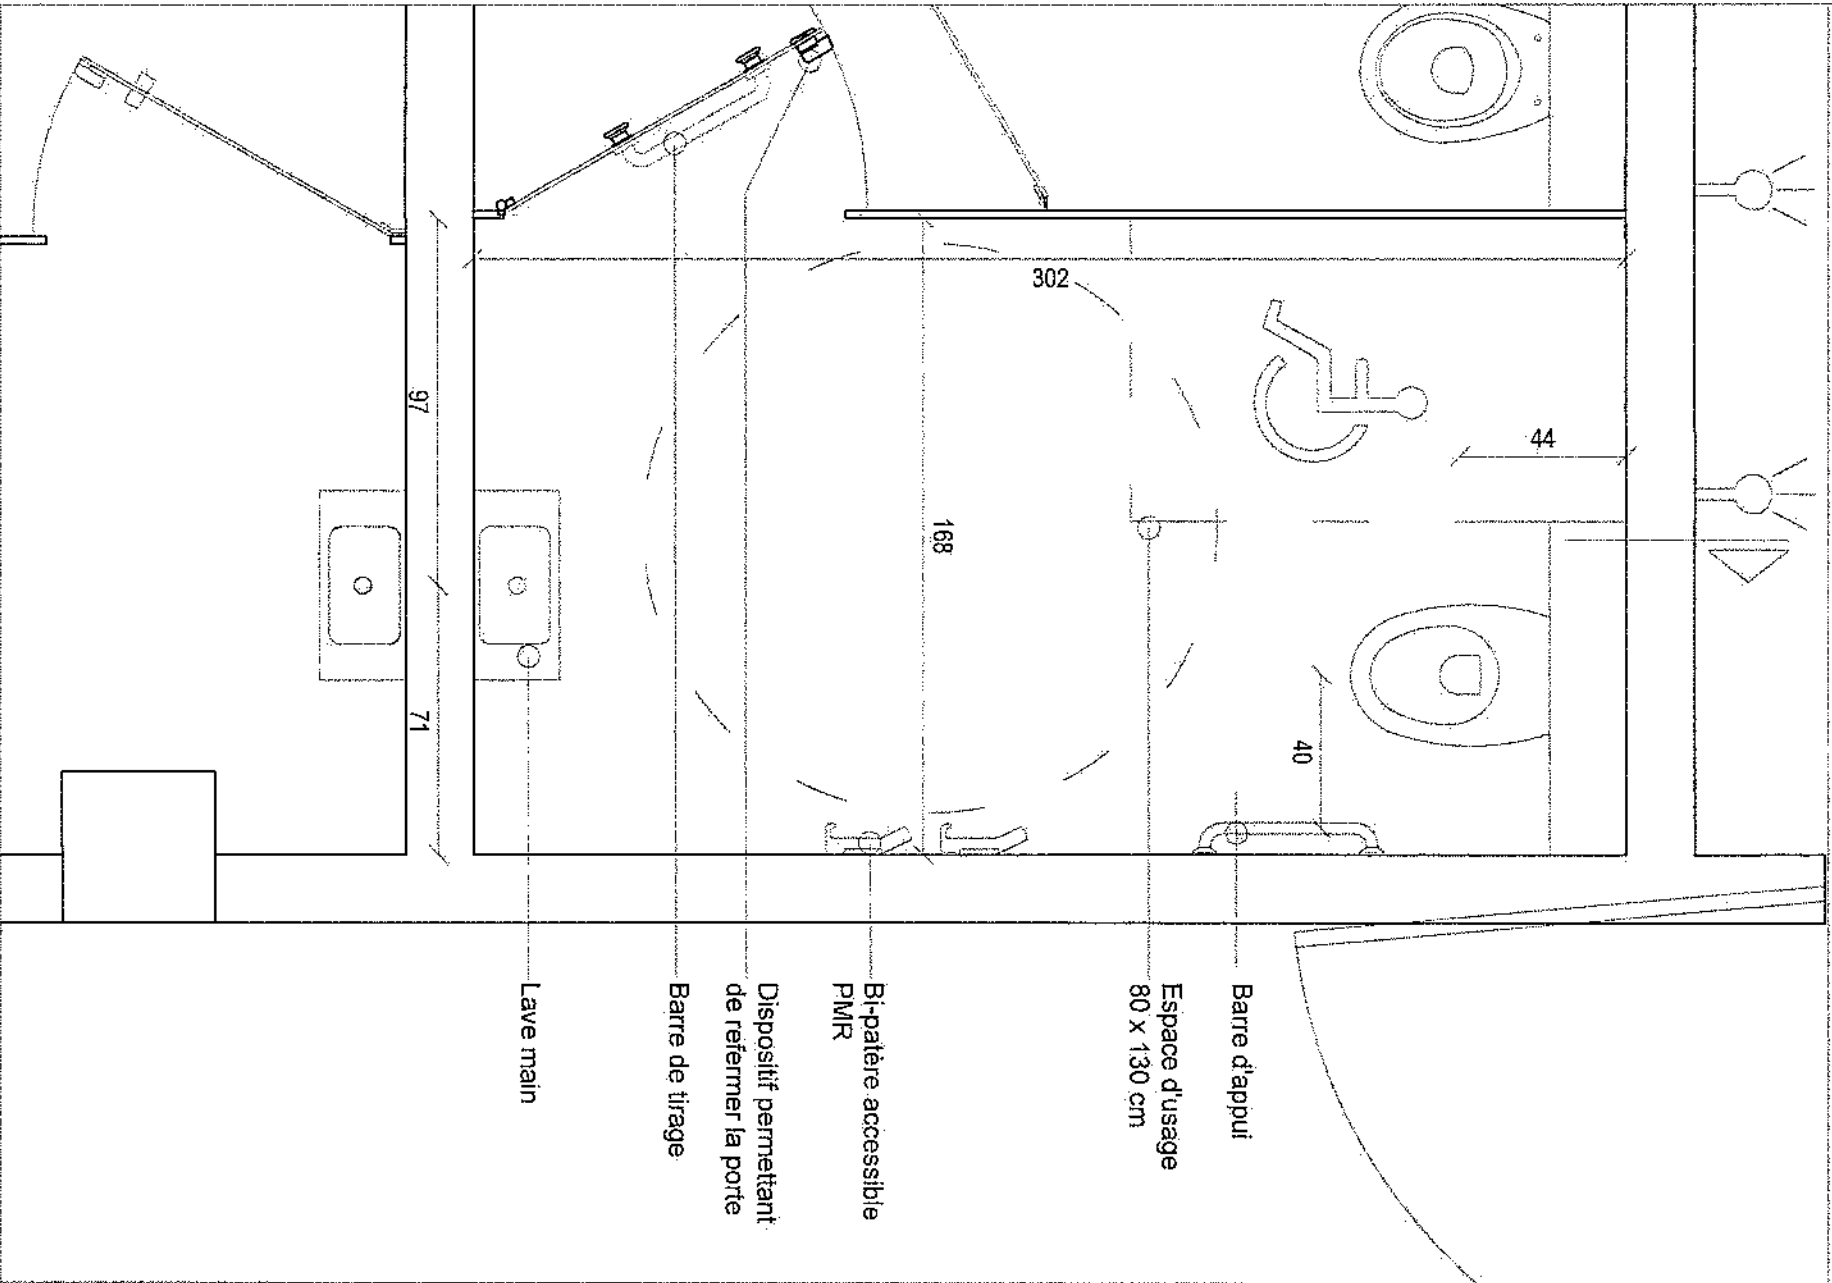 302
44
97
168
71
40
Barre d'appui
Espace d'usage
80 x 130 cm
Bi-patère accessible
PMR
Dispositif permettant
de refermer la porte
Barre de tirage
Lave main